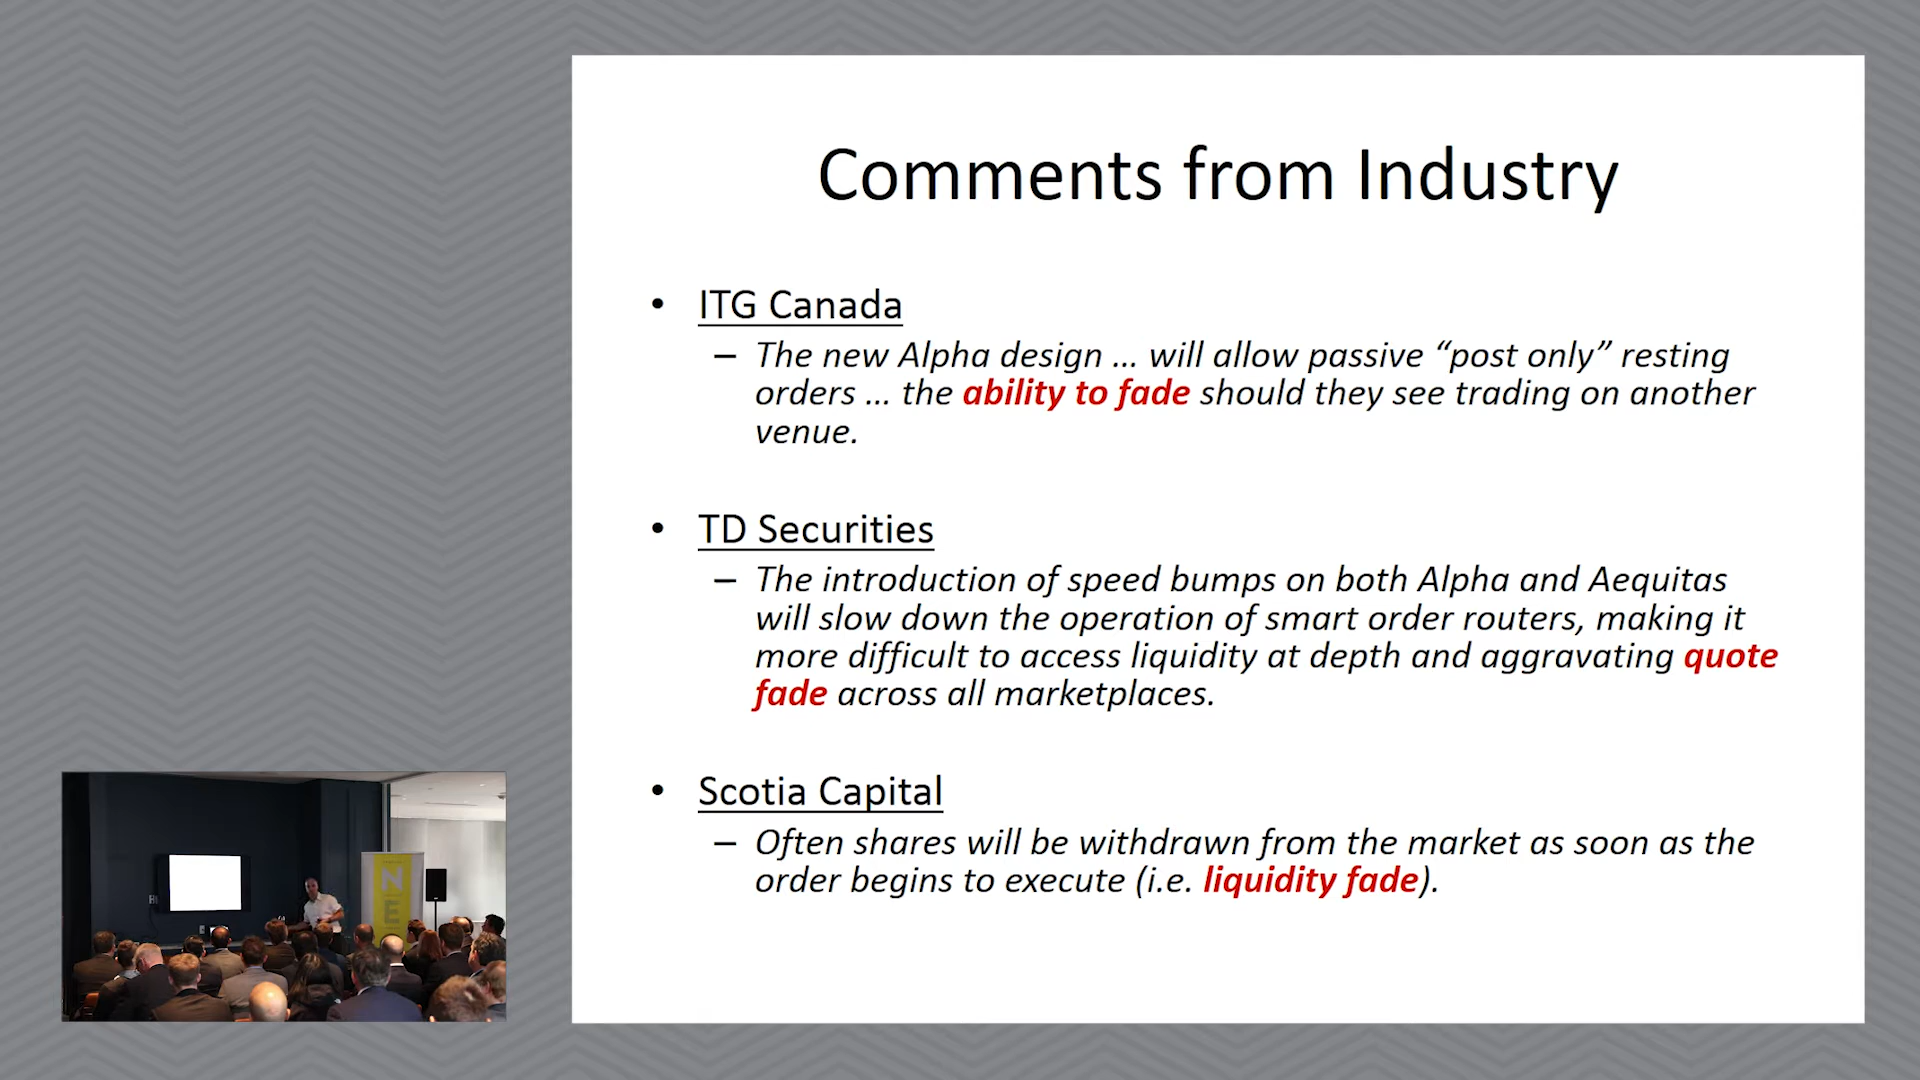 Comments from Industry
• ITG Canada
– The new Alpha design … will allow passive “post only” resting
orders … the ability to fade should they see trading on another
venue.
• TD Securities
– The introduction of speed bumps on both Alpha and Aequitas
will slow down the operation of smart order routers, making it
more difficult to access liquidity at depth and aggravating quote
fade across all marketplaces.
• Scotia Capital
– Often shares will be withdrawn from the market as soon as the
order begins to execute (i.e. liquidity fade).
N
E